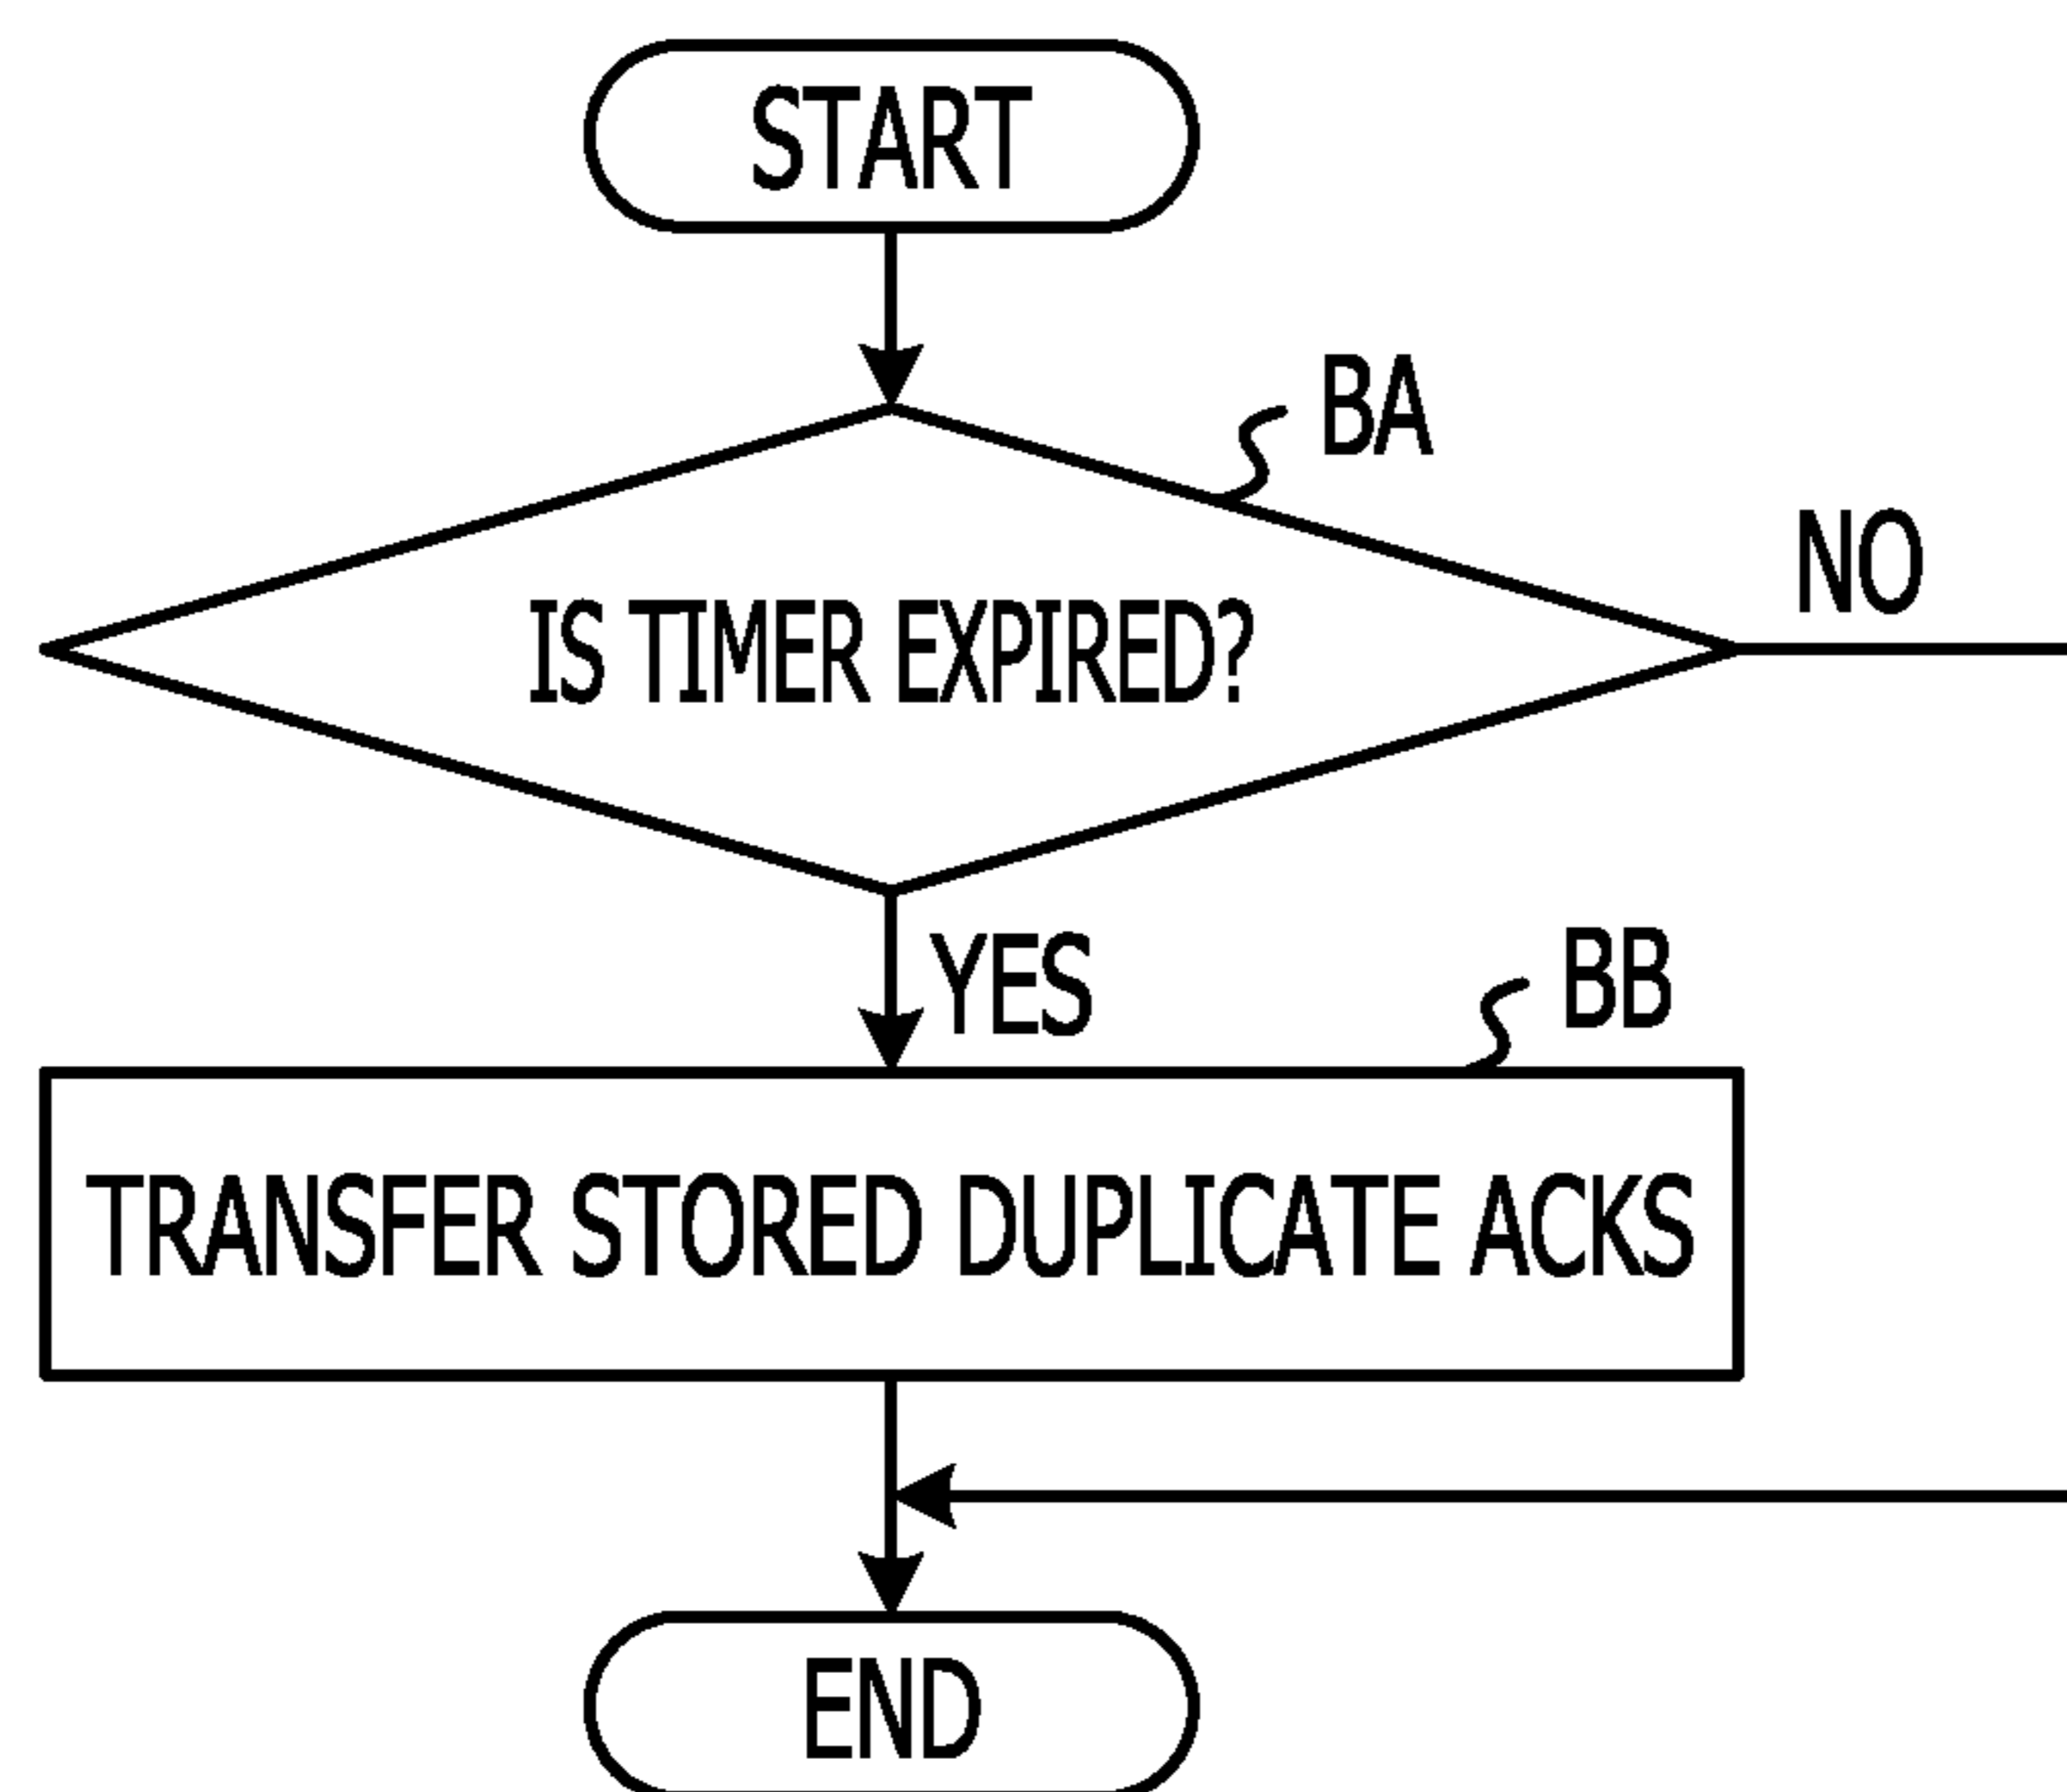 START
BA
NO
IS TIMER EXPIRED?
YES
BB
TRANSFER STORED DUPLICATE ACKS
END